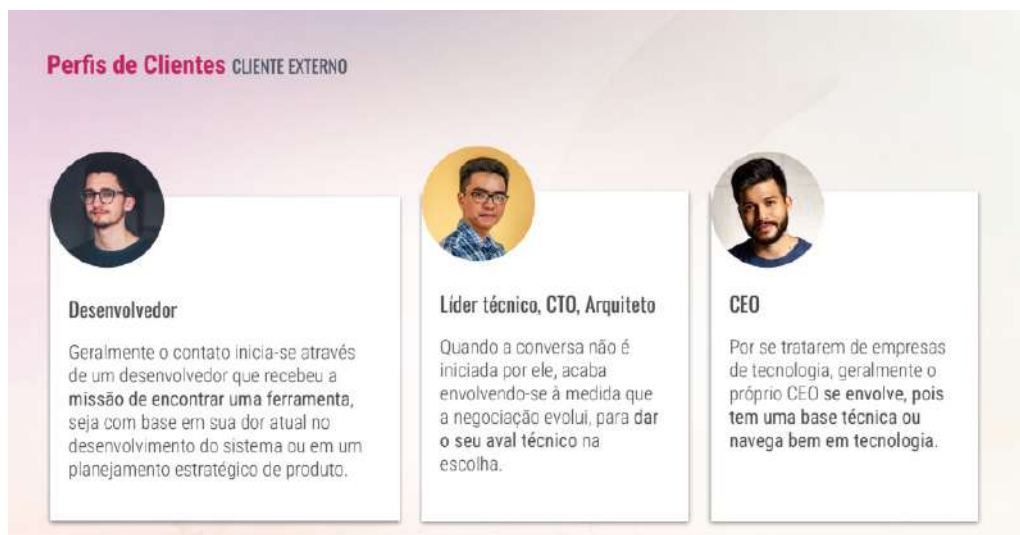 Perfis de Clientes CLIENTE EXTERNO
Desenvolvedor
Geralmente o contato inicia-se através
de um desenvolvedor que recebeu a
missão de encontrar uma ferramenta,
seja com base em sua dor atual no
desenvolvimento do sistema ou em um
planejamento estratégico de produto.
Líder técnico, CTO, Arquiteto
Quando a conversa não é
iniciada por ele, acaba
envolvendo-se à medida que
a negociação evolui, para dar
o seu aval técnico na
escolha.
CEO
Por se tratarem de empresas
de tecnologia, geralmente o
próprio CEO se envolve, pois
tem uma base técnica ou
navega bem em tecnologia.